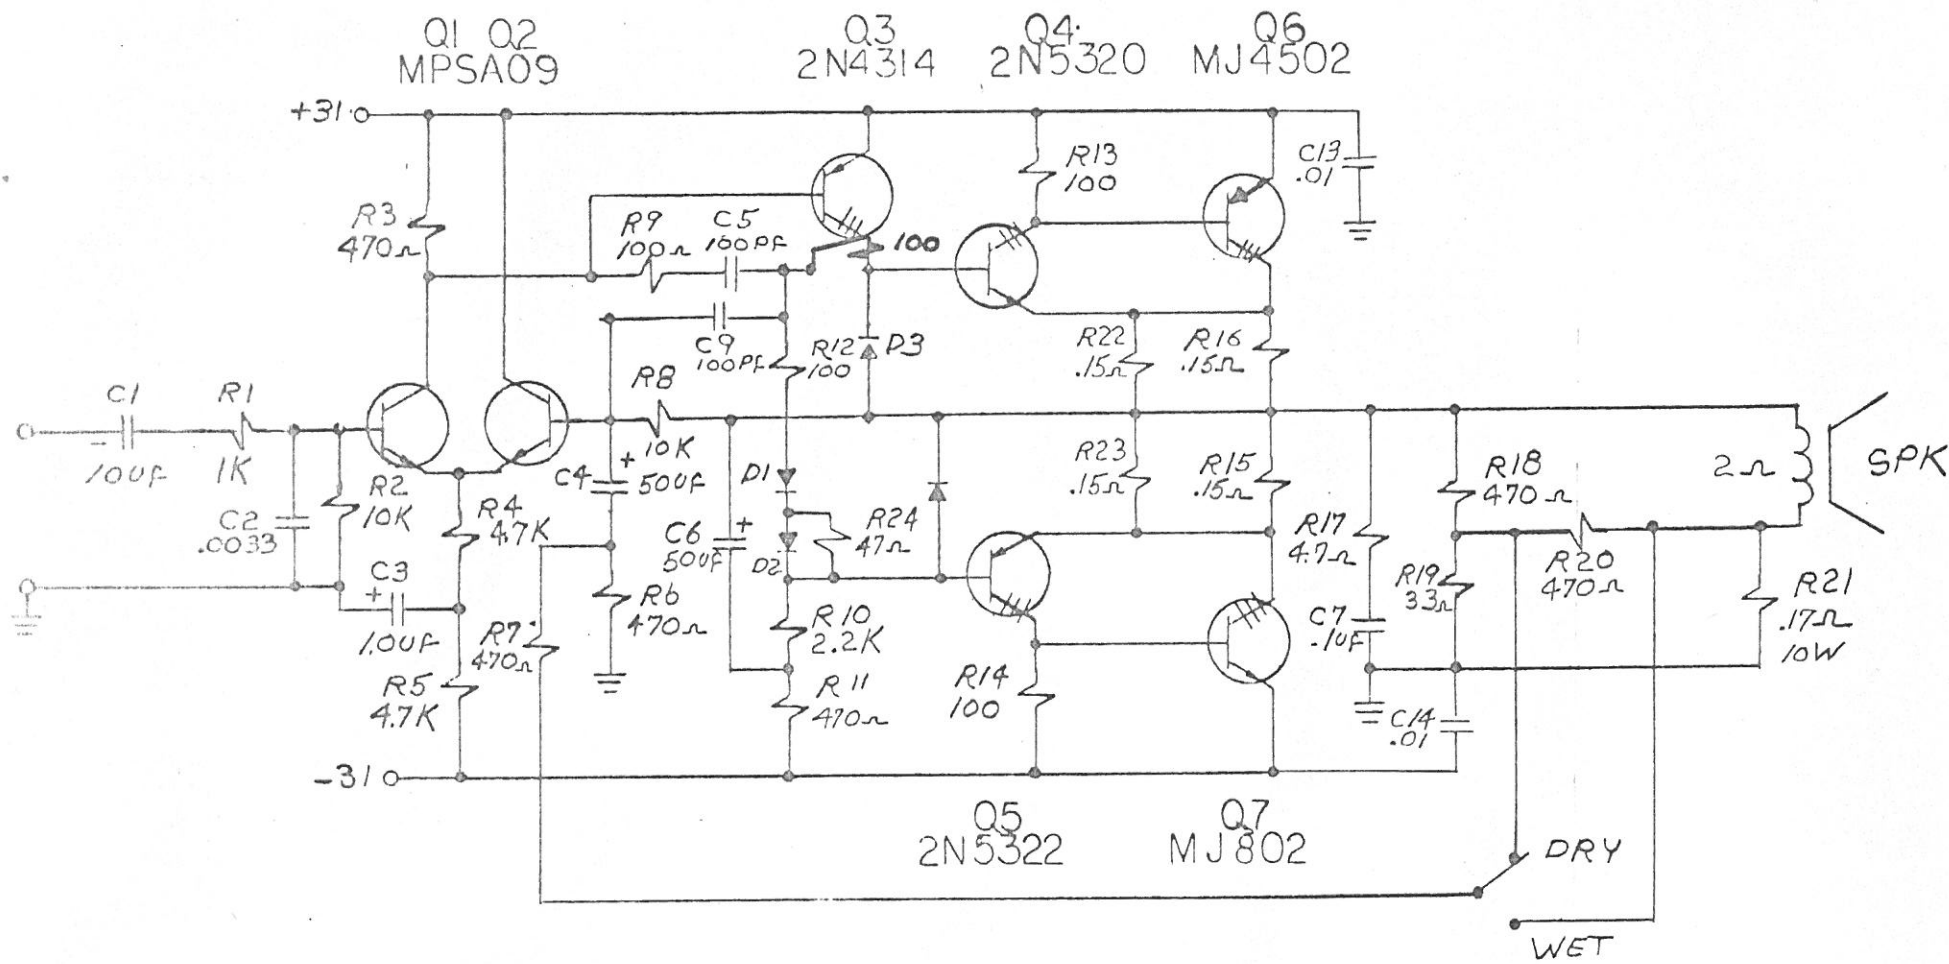 Q1 Q2
MPSA09
Q3
2N4314
Q4
2N5320
Q6
MJ4502
+31
R3
470Ω
R9
100Ω
C5
100PF
100
R13
100
C13
.01
C9
100PF
R12
100
D3
R22
.15Ω
R16
.15Ω
C1
10UF
R1
1K
R8
10K
C2
.0033
R2
10K
R4
4.7K
C4
50UF
D1
D2
R24
47Ω
C6
50UF
R23
.15Ω
R15
.15Ω
R17
4.7Ω
R18
470Ω
2Ω
SPK
C3
1.0UF
R5
4.7K
R7
470Ω
R6
470Ω
R10
2.2K
R11
470Ω
R14
100
C7
.1UF
R19
33Ω
R20
470Ω
R21
.17Ω
10W
C14
.01
-31
Q5
2N5322
Q7
MJ802
DRY
WET